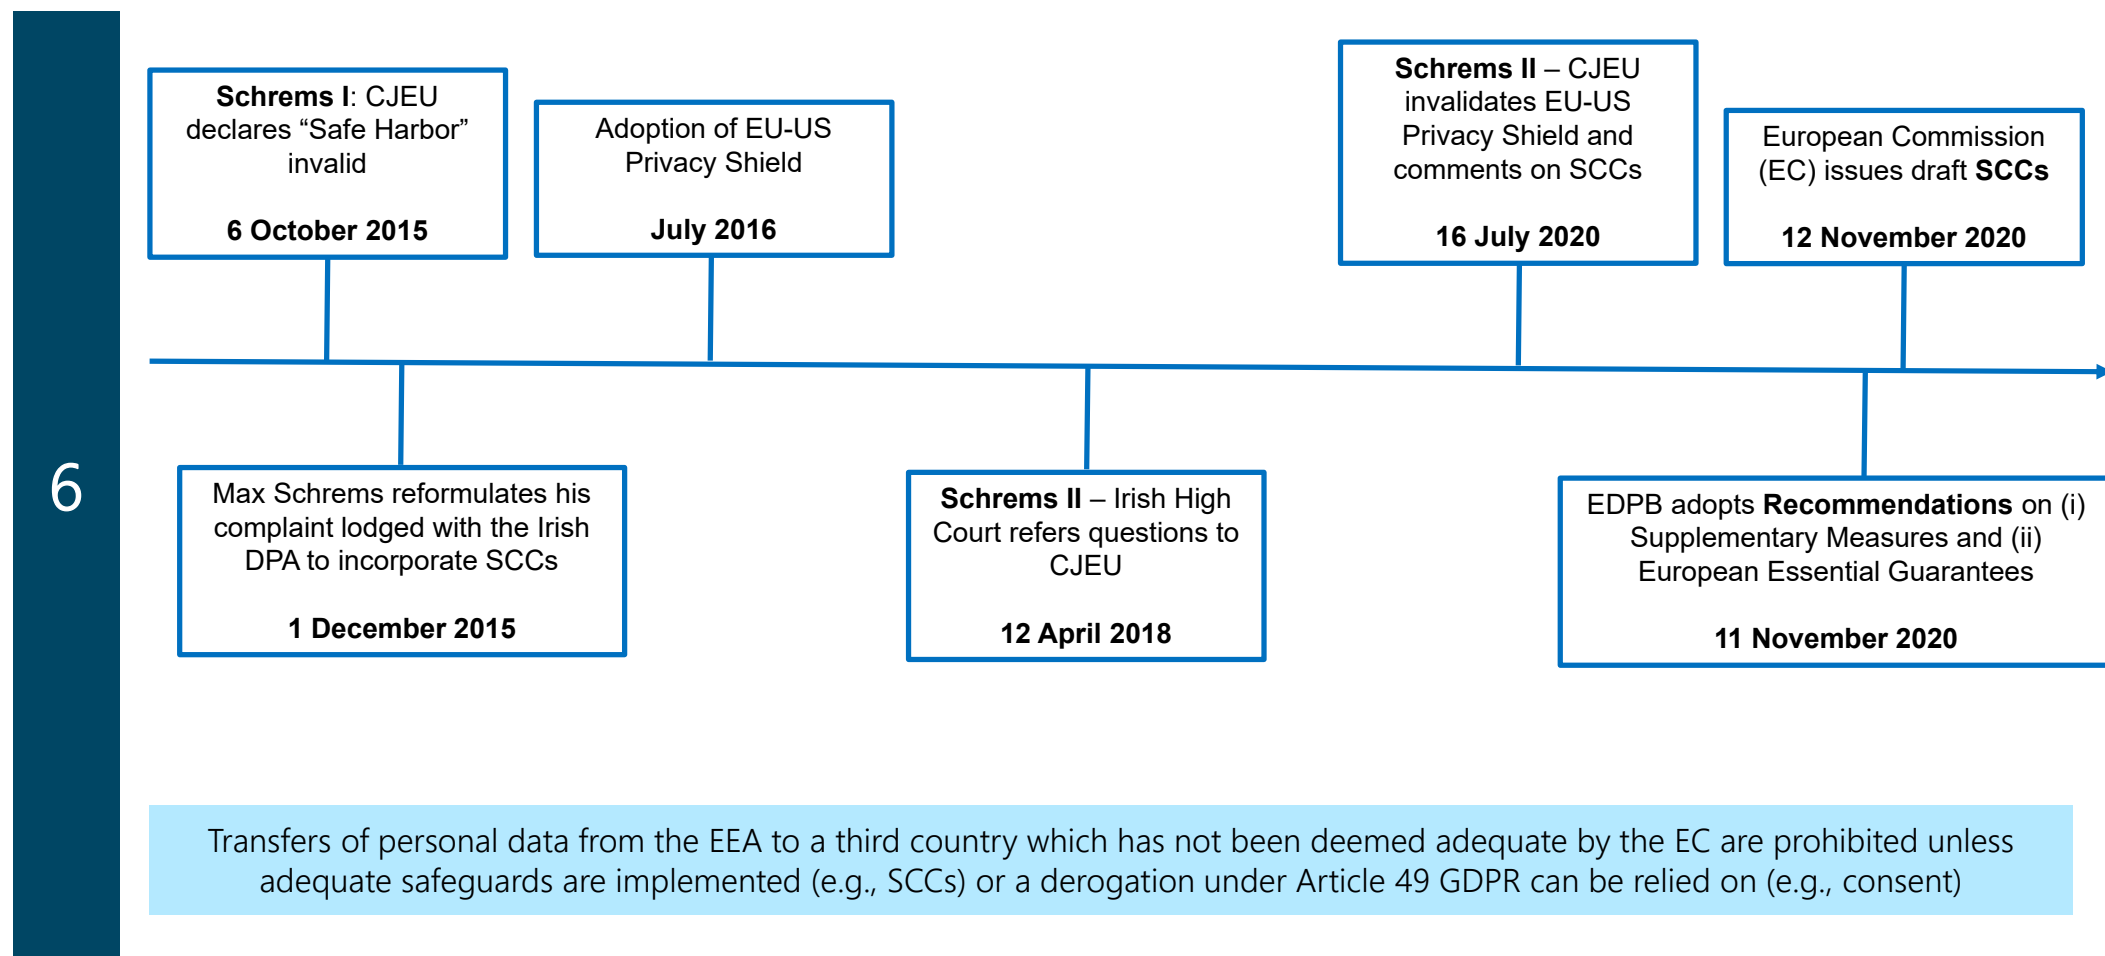 6
Schrems I: CJEU
declares “Safe Harbor”
invalid
6 October 2015
Adoption of EU-US
Privacy Shield
July 2016
Schrems II – CJEU
invalidates EU-US
Privacy Shield and
comments on SCCs
16 July 2020
European Commission
(EC) issues draft SCCs
12 November 2020
Max Schrems reformulates his
complaint lodged with the Irish
DPA to incorporate SCCs
1 December 2015
Schrems II – Irish High
Court refers questions to
CJEU
12 April 2018
EDPB adopts Recommendations on (i)
Supplementary Measures and (ii)
European Essential Guarantees
11 November 2020
Transfers of personal data from the EEA to a third country which has not been deemed adequate by the EC are prohibited unless
adequate safeguards are implemented (e.g., SCCs) or a derogation under Article 49 GDPR can be relied on (e.g., consent)